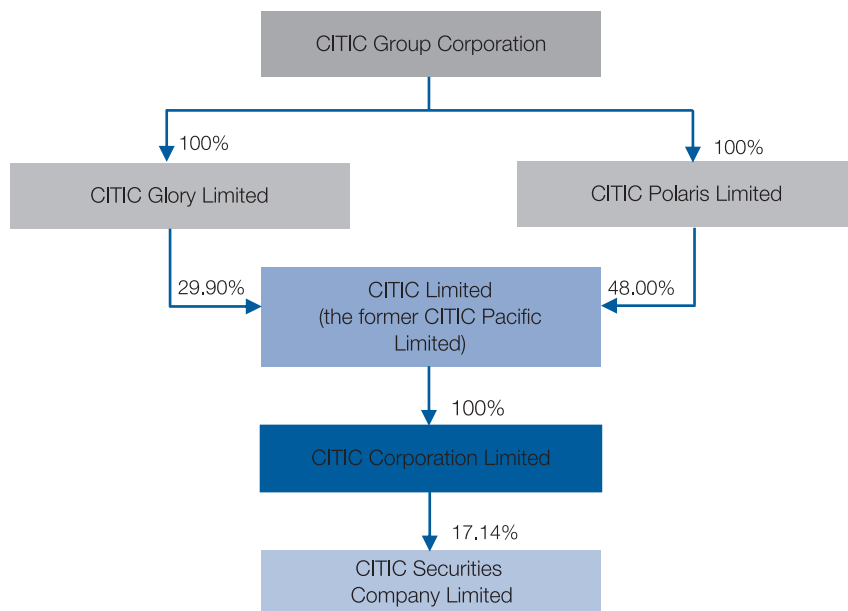 CITIC Group Corporation
100%
100%
CITIC Glory Limited
CITIC Polaris Limited
29.90%
CITIC Limited
(the former CITIC Pacific
Limited)
48.00%
100%
CITIC Corporation Limited
17.14%
CITIC Securities
Company Limited